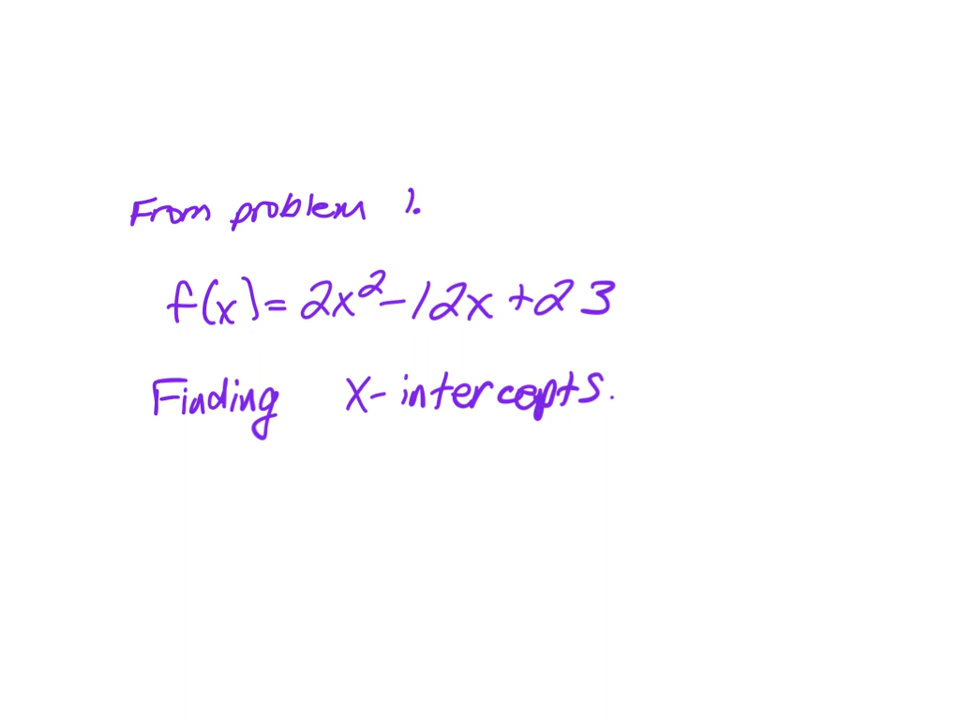 From problem 1.
f(x) = 2x² - 12x + 23
Finding x-intercepts.